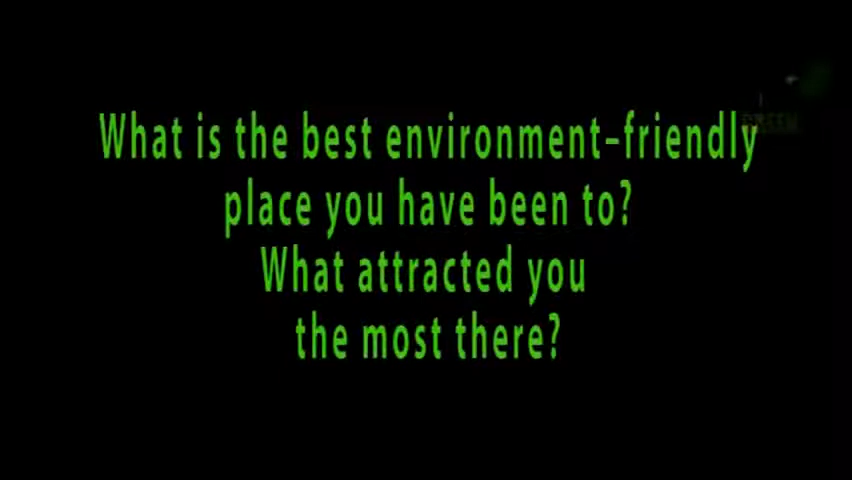 What is the best environment-friendly
place you have been to?
What attracted you
the most there?